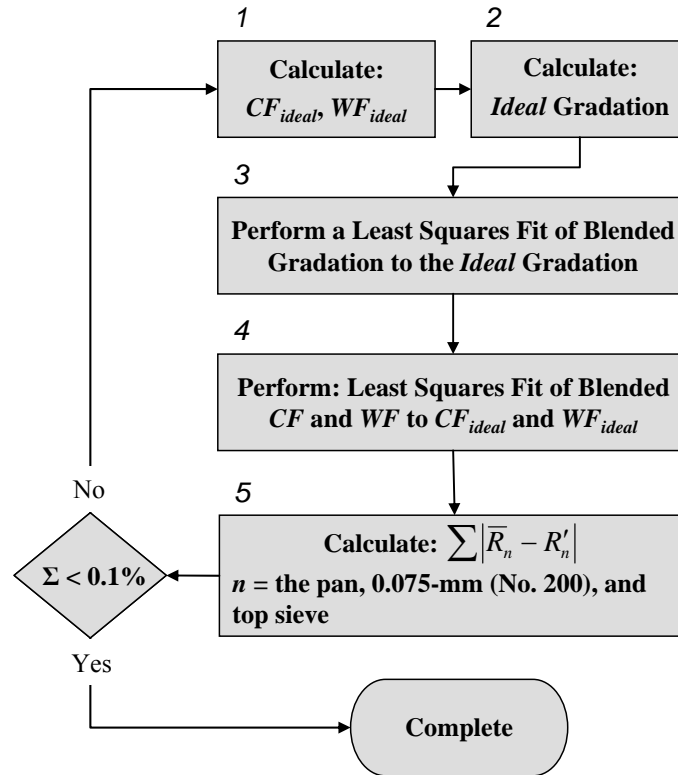 1
Calculate:
CF_ideal, WF_ideal
2
Calculate:
Ideal Gradation
3
Perform a Least Squares Fit of Blended
Gradation to the Ideal Gradation
4
Perform: Least Squares Fit of Blended
CF and WF to CF_ideal and WF_ideal
5
Calculate: ∑|R̅_n − R′_n|
n = the pan, 0.075-mm (No. 200), and
top sieve
No
Σ < 0.1%
Yes
Complete